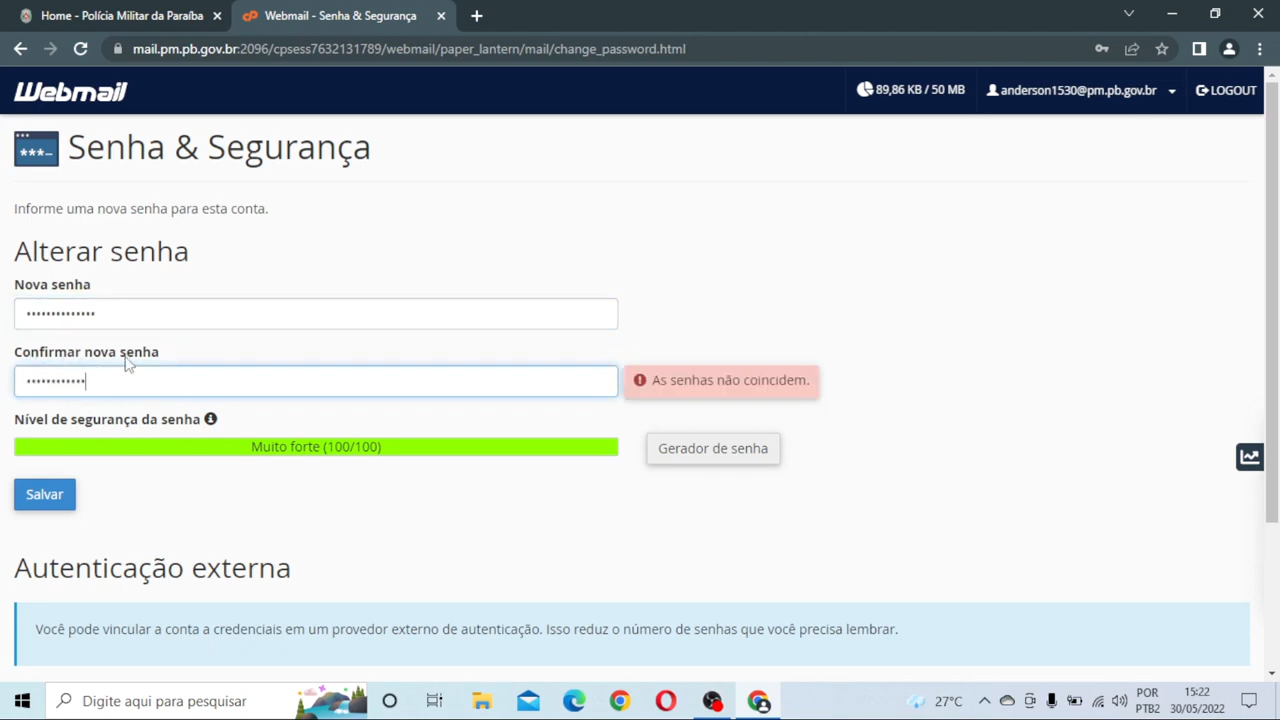 Home - Polícia Militar da Paraíba
Webmail - Senha & Segurança
mail.pm.pb.gov.br:2096/cpsess7632131789/webmail/paper_lantern/mail/change_password.html
Webmail
89,86 KB / 50 MB
anderson1530@pm.pb.gov.br
LOGOUT
***_
Senha & Segurança
Informe uma nova senha para esta conta.
Alterar senha
Nova senha
••••••••••••••
Confirmar nova senha
••••••••••••
As senhas não coincidem.
Nível de segurança da senha
Muito forte (100/100)
Gerador de senha
Salvar
Autenticação externa
Você pode vincular a conta a credenciais em um provedor externo de autenticação. Isso reduz o número de senhas que você precisa lembrar.
Digite aqui para pesquisar
27°C
POR
PTB2
15:22
30/05/2022